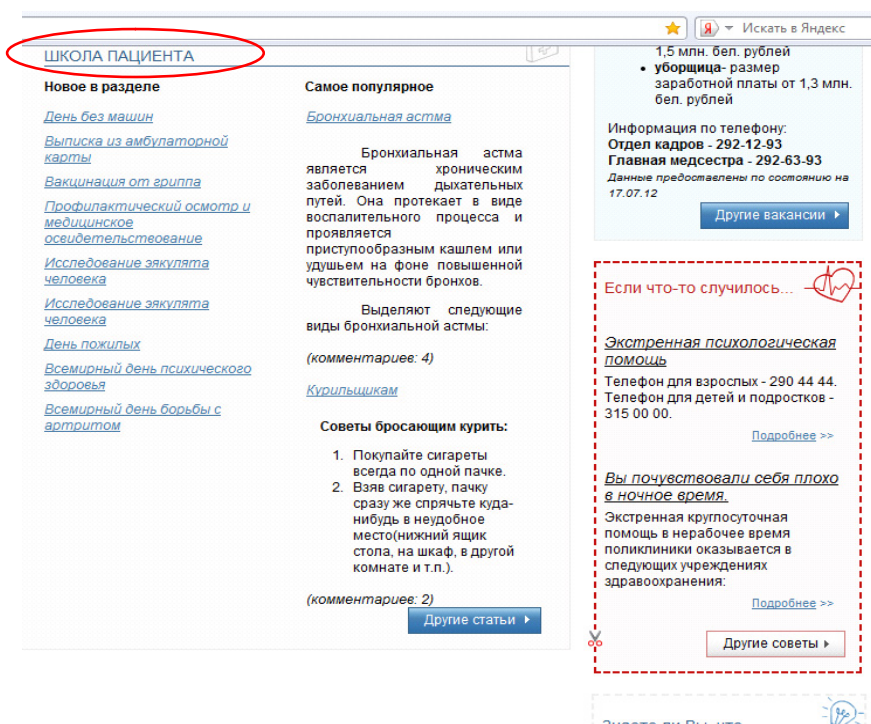 Искать в Яндекс
ШКОЛА ПАЦИЕНТА
Новое в разделе
День без машин
Выписка из амбулаторной
карты
Вакцинация от гриппа
Профилактический осмотр и
медицинское
освидетельствование
Исследование эякулята
человека
Исследование эякулята
человека
День пожилых
Всемирный день психического
здоровья
Всемирный день борьбы с
артритом
Самое популярное
Бронхиальная астма
Бронхиальная астма
является хроническим
заболеванием дыхательных
путей. Она протекает в виде
воспалительного процесса и
проявляется
приступообразным кашлем или
удушьем на фоне повышенной
чувствительности бронхов.
Выделяют следующие
виды бронхиальной астмы:
(комментариев: 4)
Курильщикам
Советы бросающим курить:
1. Покупайте сигареты
всегда по одной пачке.
2. Взяв сигарету, пачку
сразу же спрячьте куда-
нибудь в неудобное
место(нижний ящик
стола, на шкаф, в другой
комнате и т.п.).
(комментариев: 2)
Другие статьи
1,5 млн. бел. рублей
• уборщица- размер
заработной платы от 1,3 млн.
бел. рублей
Информация по телефону:
Отдел кадров - 292-12-93
Главная медсестра - 292-63-93
Данные предоставлены по состоянию на
17.07.12
Другие вакансии
Если что-то случилось...
Экстренная психологическая
помощь
Телефон для взрослых - 290 44 44.
Телефон для детей и подростков -
315 00 00.
Подробнее >>
Вы почувствовали себя плохо
в ночное время.
Экстренная круглосуточная
помощь в нерабочее время
поликлиники оказывается в
следующих учреждениях
здравоохранения:
Подробнее >>
Другие советы